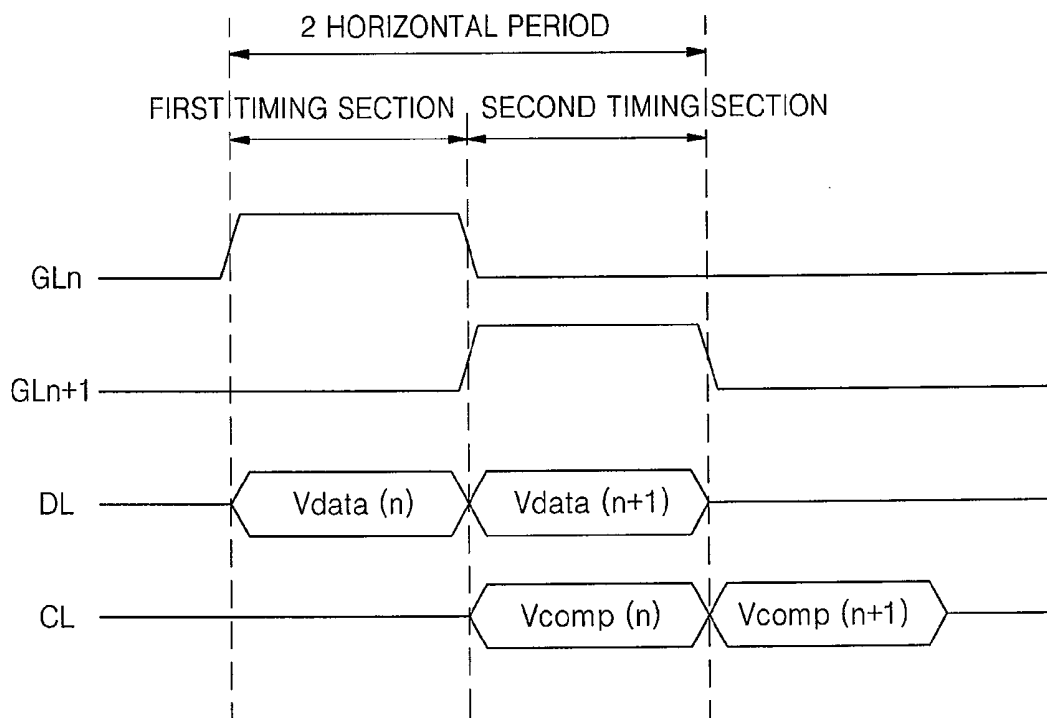 2 HORIZONTAL PERIOD
FIRST TIMING SECTION
SECOND TIMING SECTION
GLn
GLn+1
DL
Vdata (n)
Vdata (n+1)
CL
Vcomp (n)
Vcomp (n+1)